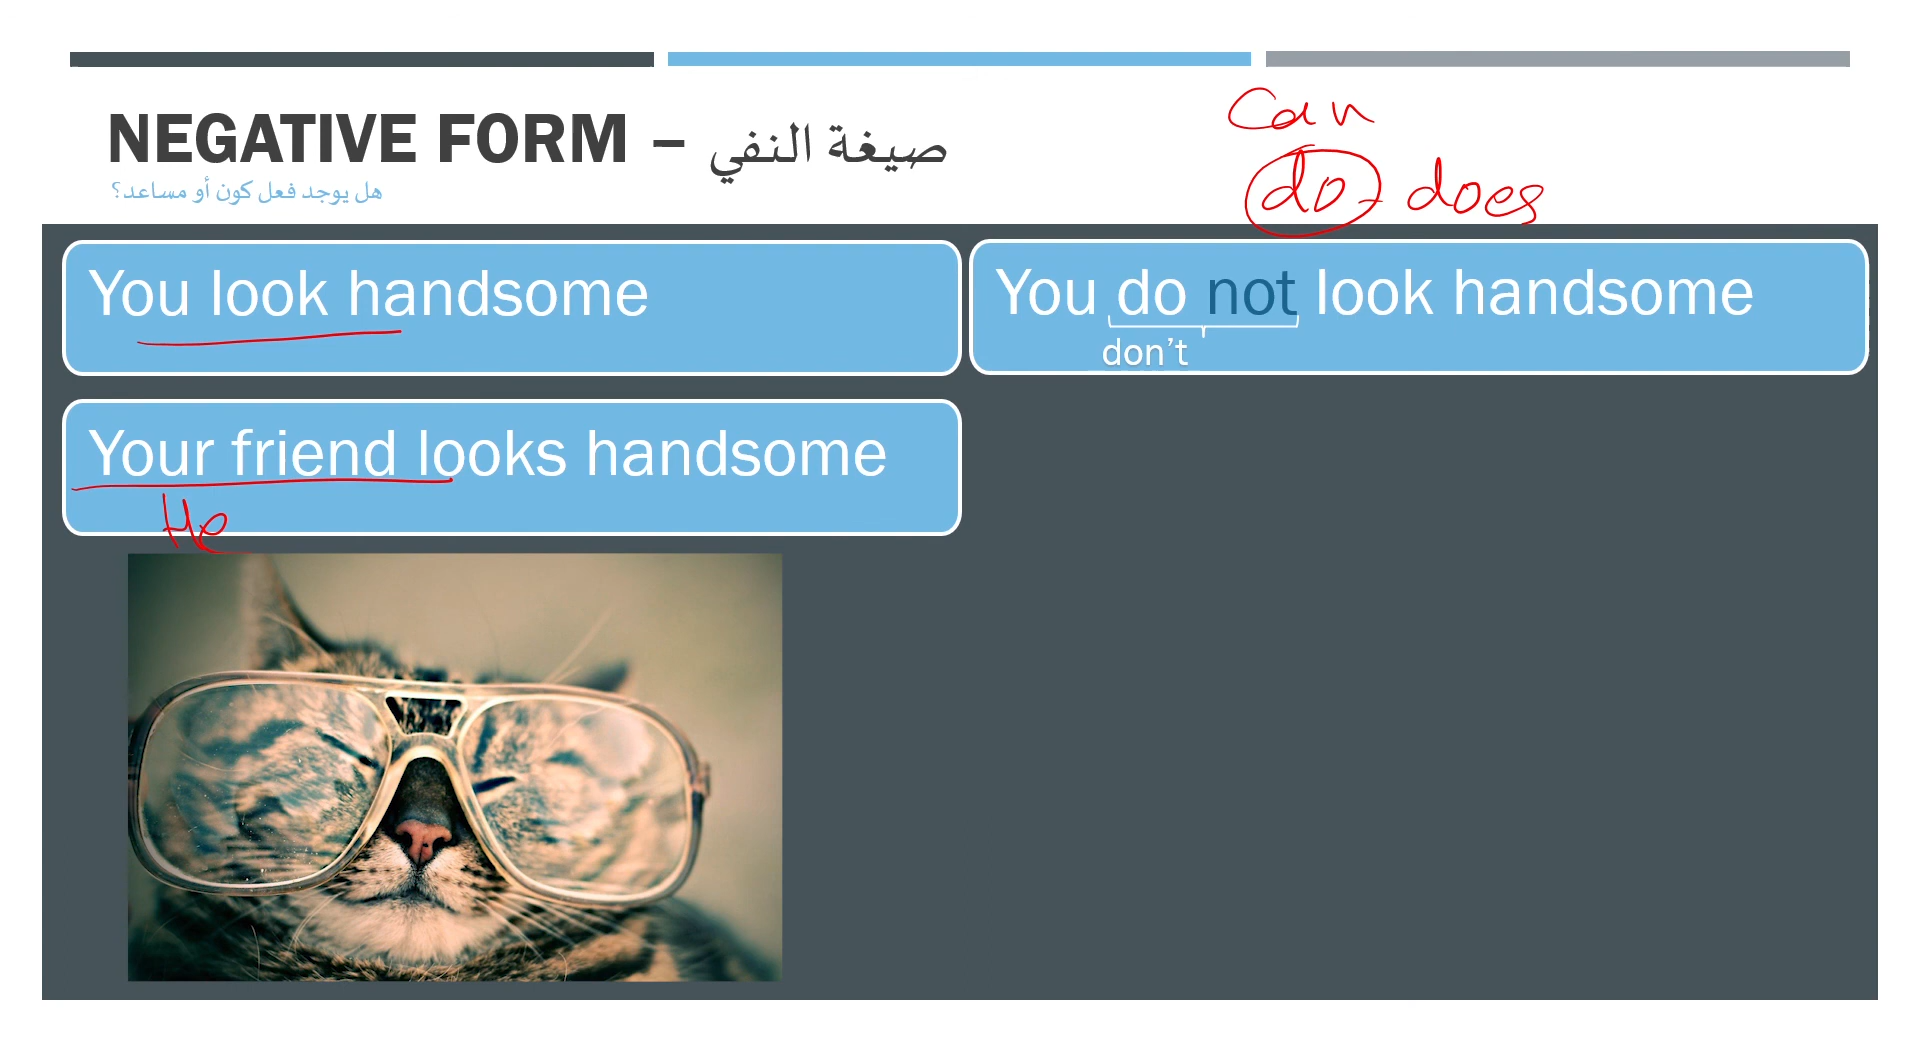 NEGATIVE FORM – صيغة النفي
هل يوجد فعل كون أو مساعد؟
Can
do - does
You look handsome
You do not look handsome
don't
Your friend looks handsome
He